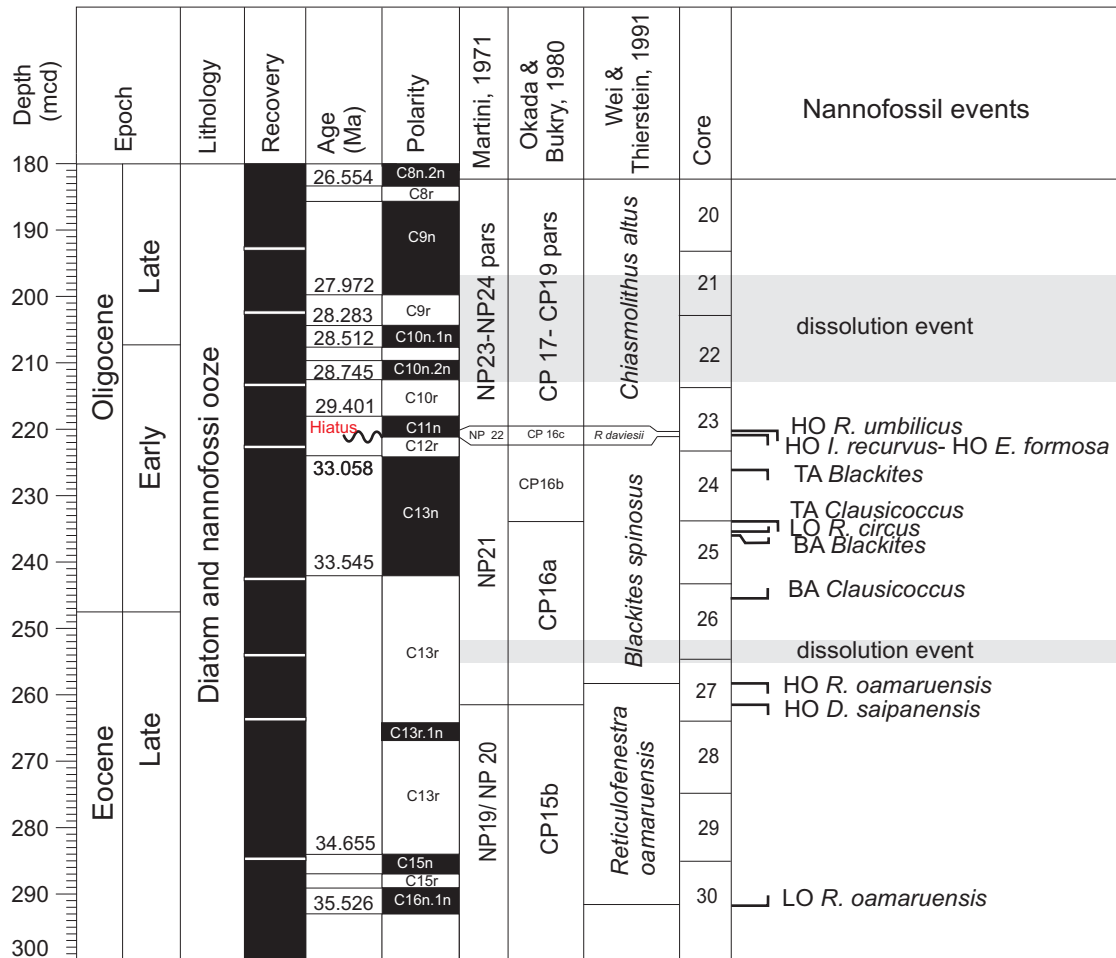 Depth (mcd)
Epoch
Lithology
Recovery
Age (Ma)
Polarity
Martini, 1971
Okada & Bukry, 1980
Wei & Thierstein, 1991
Core
Nannofossil events
180
190
200
210
220
230
240
250
260
270
280
290
300
Oligocene
Eocene
Late
Early
Late
Diatom and nannofossi ooze
26.554
27.972
28.283
28.512
28.745
29.401
Hiatus
33.058
33.545
34.655
35.526
C8n.2n
C8r
C9n
C9r
C10n.1n
C10n.2n
C10r
C11n
C12r
C13n
C13r
C13r.1n
C13r
C15n
C15r
C16n.1n
NP23-NP24 pars
NP 22
NP21
NP19/ NP 20
CP 17- CP19 pars
CP 16c
CP16b
CP16a
CP15b
Chiasmolithus altus
R daviesii
Blackites spinosus
Reticulofenestra oamaruensis
20
21
22
23
24
25
26
27
28
29
30
dissolution event
HO R. umbilicus
HO I. recurvus- HO E. formosa
TA Blackites
TA Clausicoccus
LO R. circus
BA Blackites
BA Clausicoccus
dissolution event
HO R. oamaruensis
HO D. saipanensis
LO R. oamaruensis